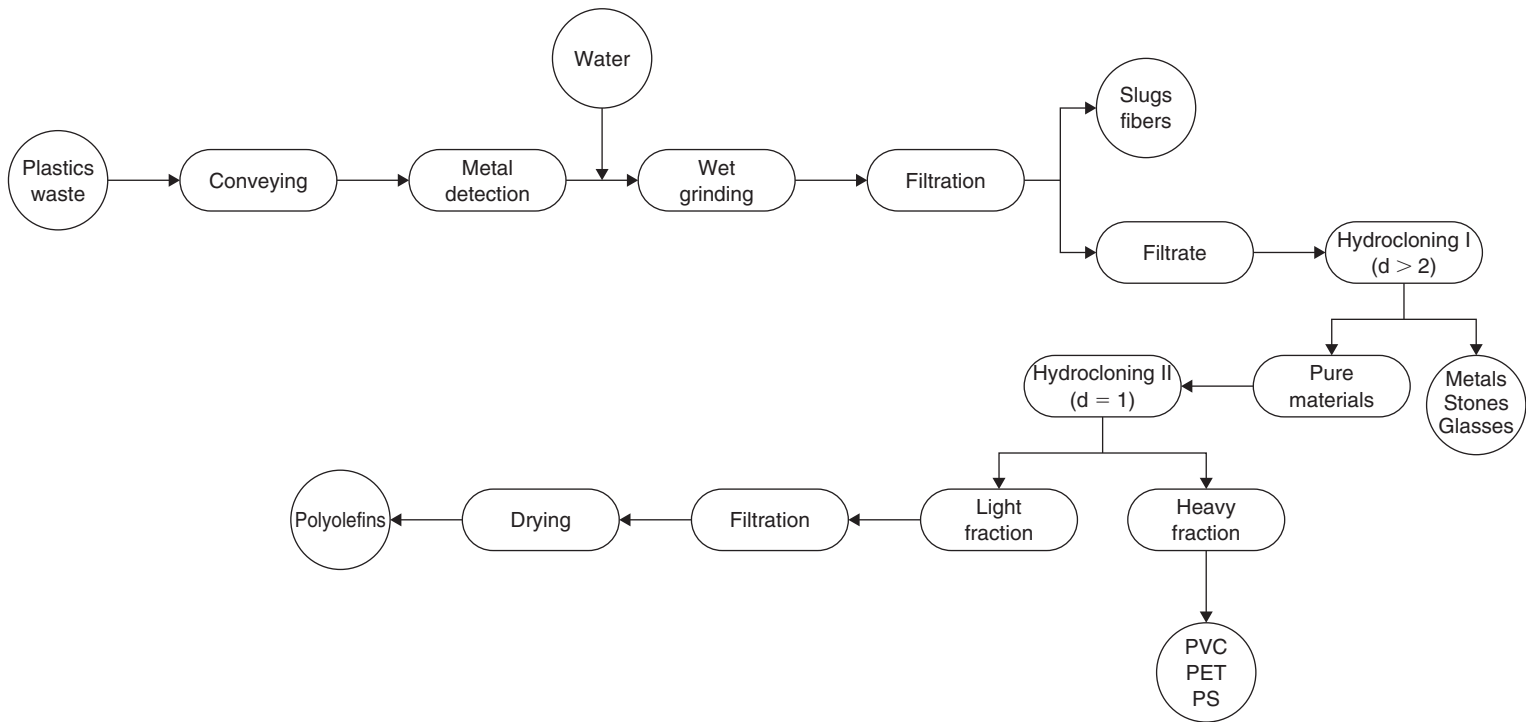 Water
Slugs
fibers
Plastics
waste
Conveying
Metal
detection
Wet
grinding
Filtration
Filtrate
Hydrocloning I
(d > 2)
Hydrocloning II
(d = 1)
Pure
materials
Metals
Stones
Glasses
Polyolefins
Drying
Filtration
Light
fraction
Heavy
fraction
PVC
PET
PS